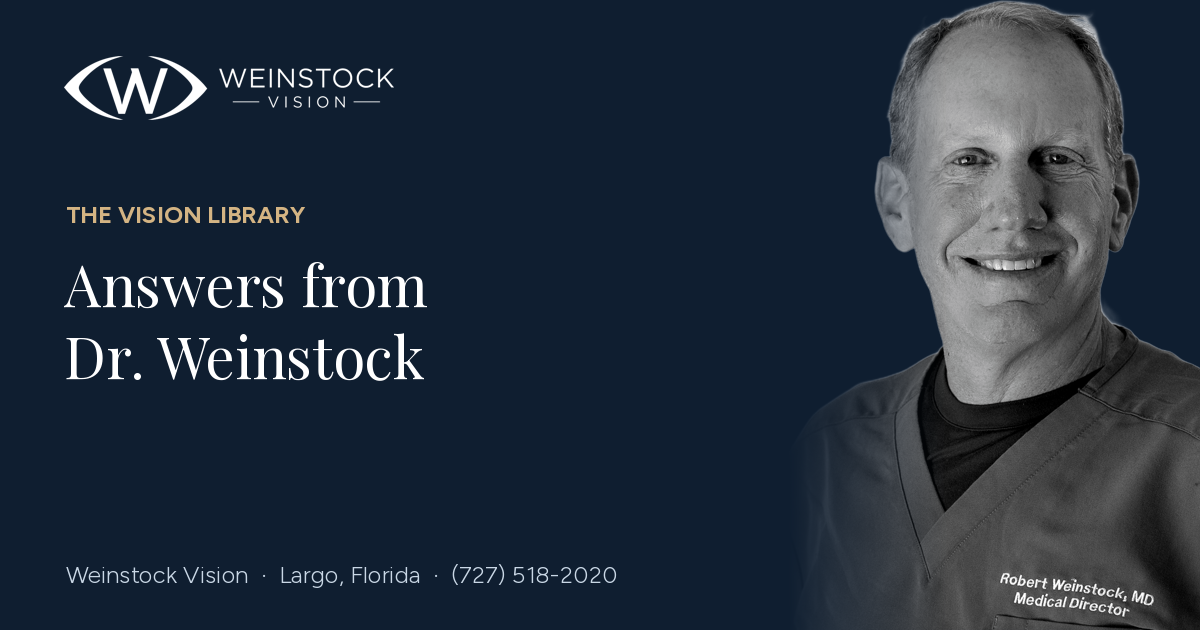 W WEINSTOCK
VISION
THE VISION LIBRARY
Answers from
Dr. Weinstock
Weinstock Vision · Largo, Florida · (727) 518-2020
Robert Weinstock, MD
Medical Director